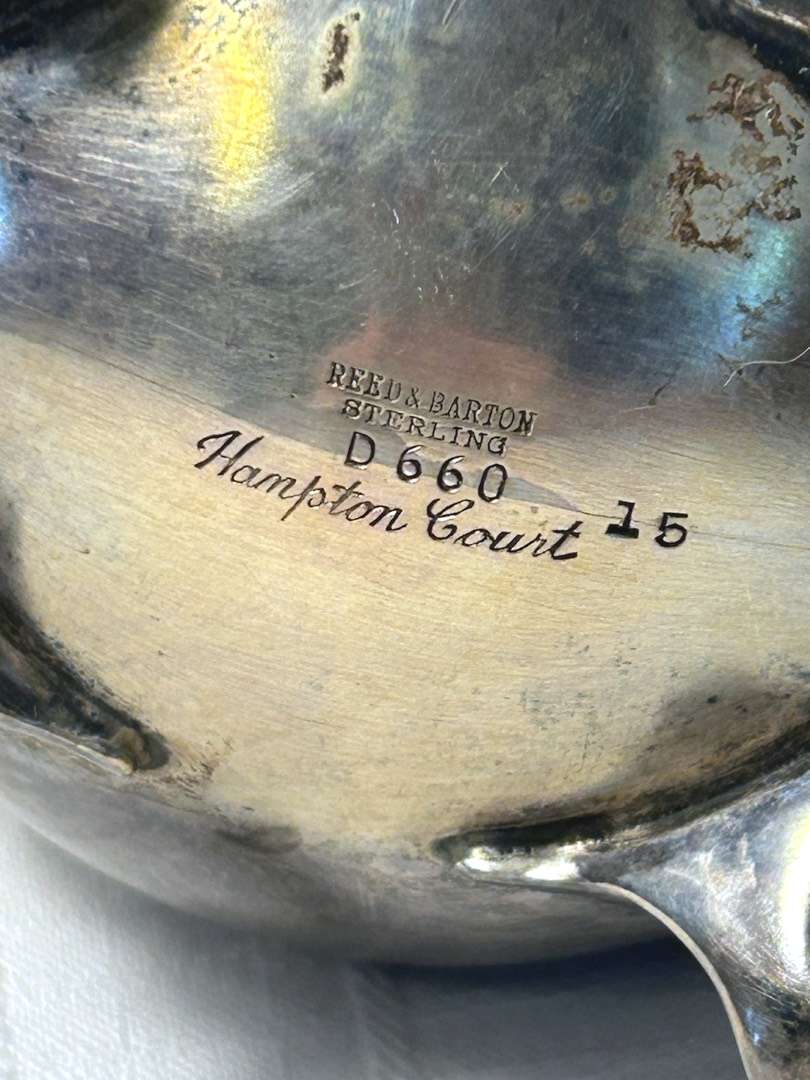 REED & BARTON
STERLING
D 660
Hampton Court
15